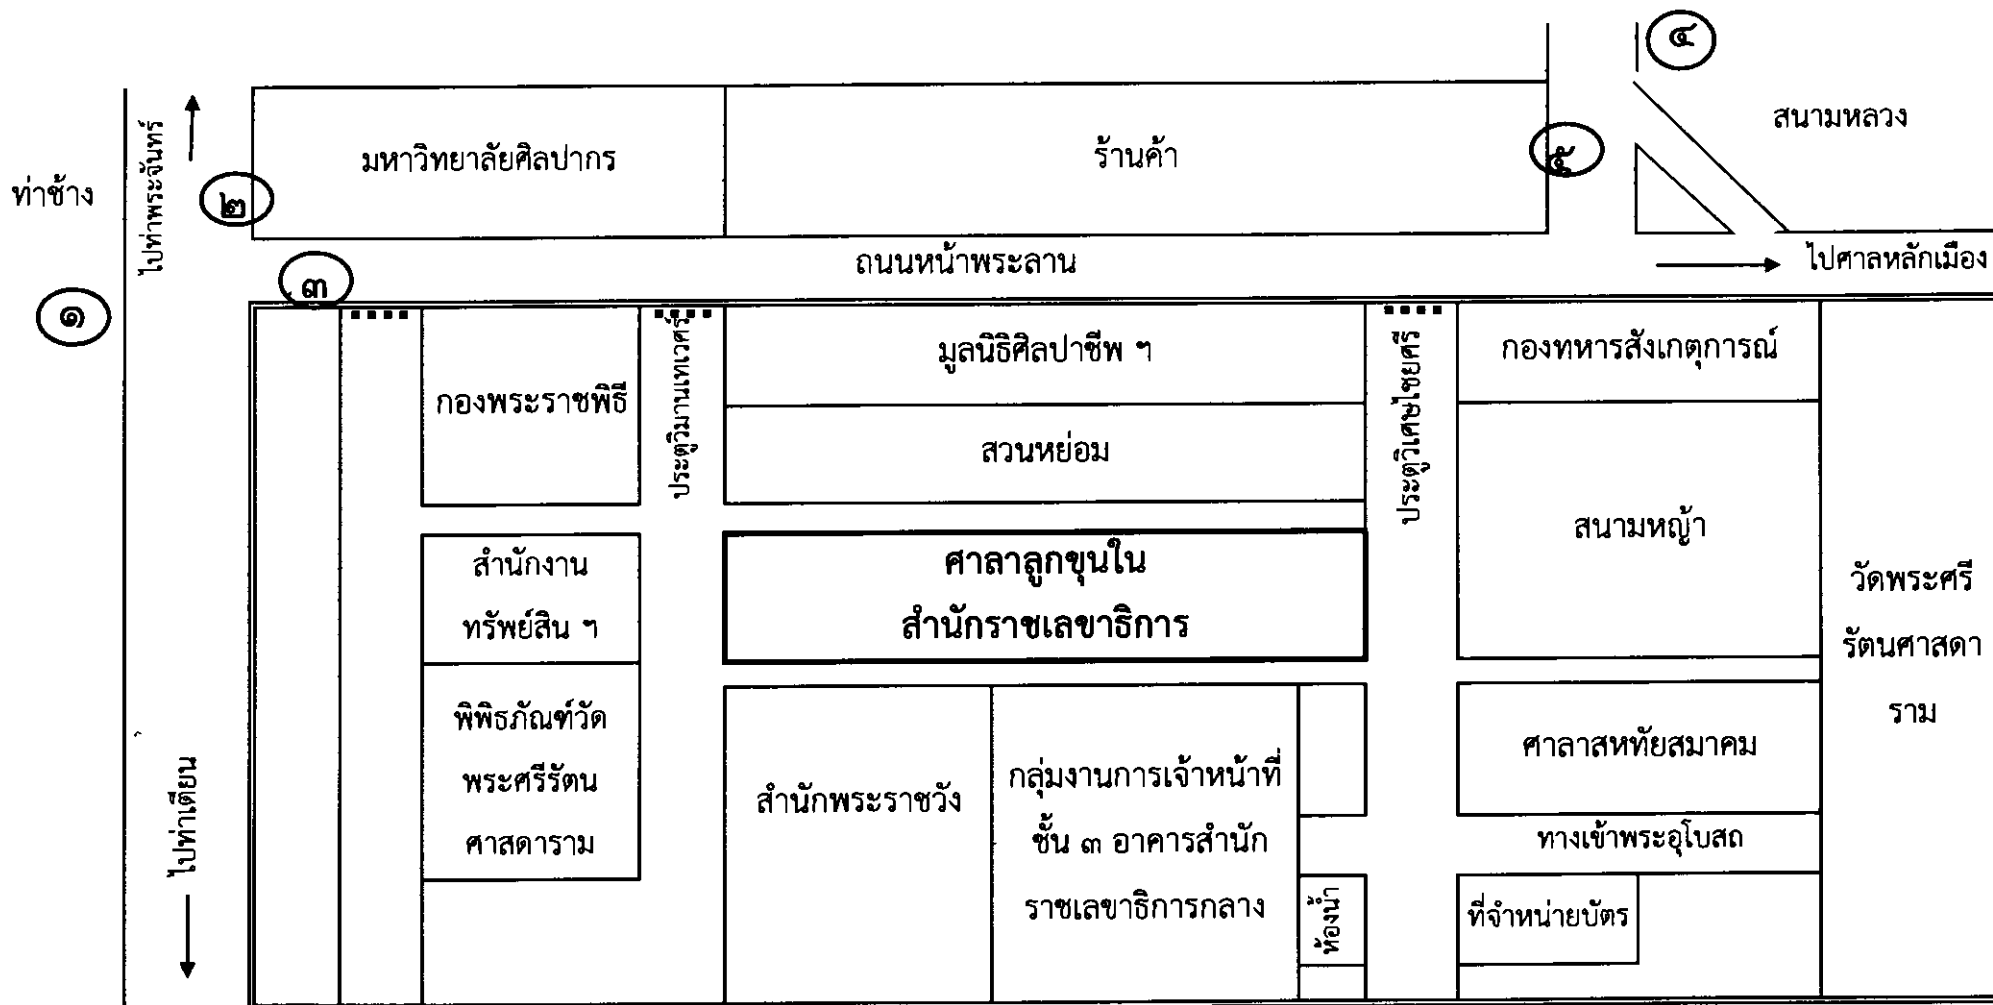 ๔
สนามหลวง
ไปท่าพระจันทร์
มหาวิทยาลัยศิลปากร
ร้านค้า
๕
ท่าช้าง
๒
ถนนหน้าพระลาน
ไปศาลหลักเมือง
๓
๑
กองพระราชพิธี
ประตูวิมานเทเวศร์
มูลนิธิศิลปาชีพ ฯ
ประตูวิเศษไชยศรี
กองทหารสังเกตุการณ์
สวนหย่อม
สนามหญ้า
สำนักงาน
ทรัพย์สิน ฯ
ศาลาลูกขุนใน
สำนักราชเลขาธิการ
วัดพระศรี
รัตนศาสดา
ราม
พิพิธภัณฑ์วัด
พระศรีรัตน
ศาสดาราม
สำนักพระราชวัง
กลุ่มงานการเจ้าหน้าที่
ชั้น ๓ อาคารสำนัก
ราชเลขาธิการกลาง
ศาลาสหทัยสมาคม
ทางเข้าพระอุโบสถ
ไปท่าเตียน
ห้องน้ำ
ที่จำหน่ายบัตร